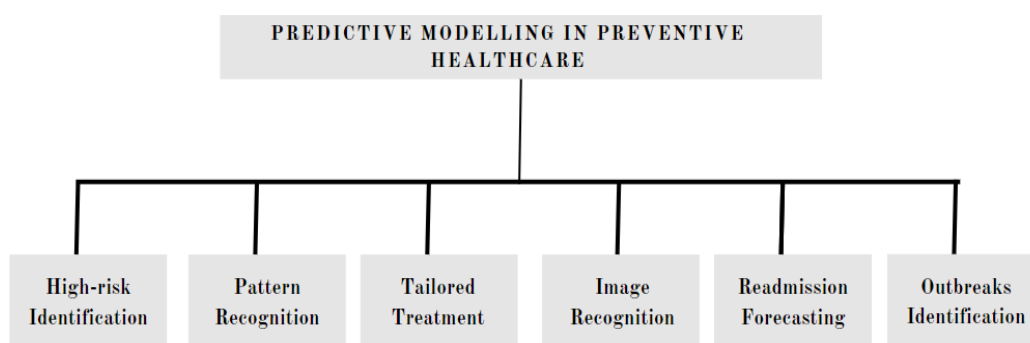 PREDICTIVE MODELLING IN PREVENTIVE
HEALTHCARE
High-risk
Identification
Pattern
Recognition
Tailored
Treatment
Image
Recognition
Readmission
Forecasting
Outbreaks
Identification